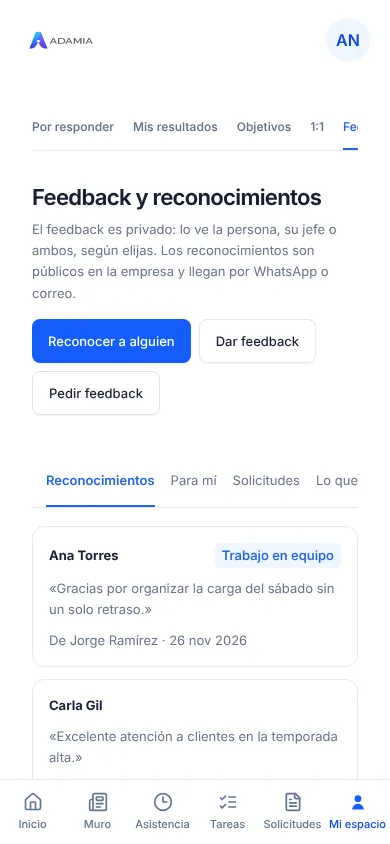 ADAMIA
AN
Por responder Mis resultados Objetivos 1:1
Feedback y reconocimientos
El feedback es privado: lo ve la persona, su jefe o
ambos, según elijas. Los reconocimientos son
públicos en la empresa y llegan por WhatsApp o
correo.
Reconocer a alguien Dar feedback
Pedir feedback
Reconocimientos Para mí Solicitudes Lo que
Ana Torres Trabajo en equipo
«Gracias por organizar la carga del sábado sin
un solo retraso.»
De Jorge Ramírez · 26 nov 2026
Carla Gil
«Excelente atención a clientes en la temporada
alta.»
Inicio Muro Asistencia Tareas Solicitudes Mi espacio